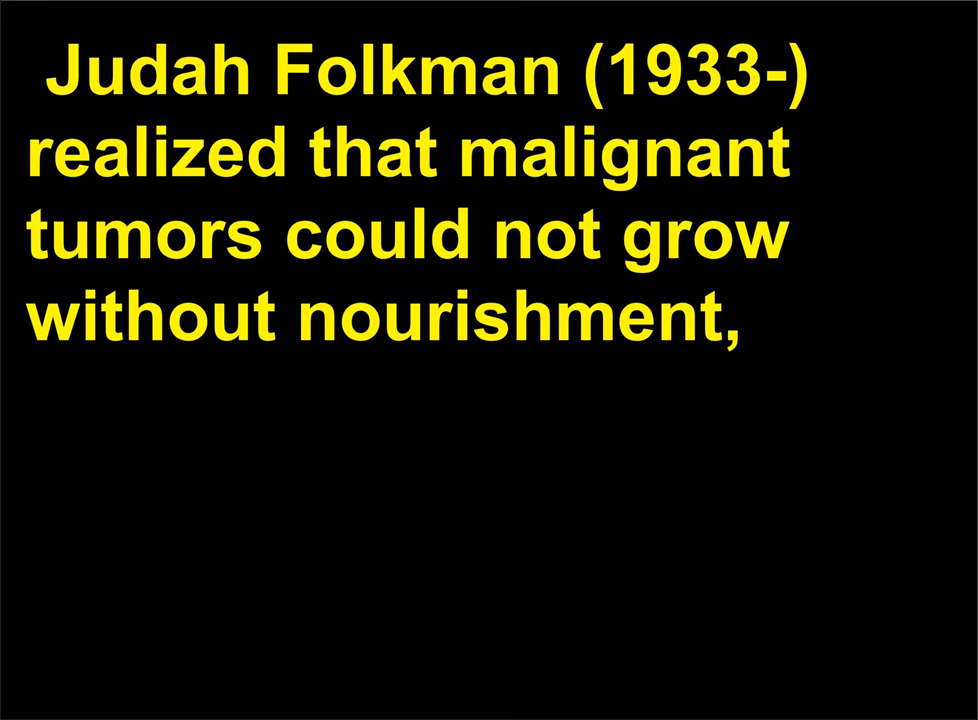 Judah Folkman (1933-)
realized that malignant
tumors could not grow
without nourishment,